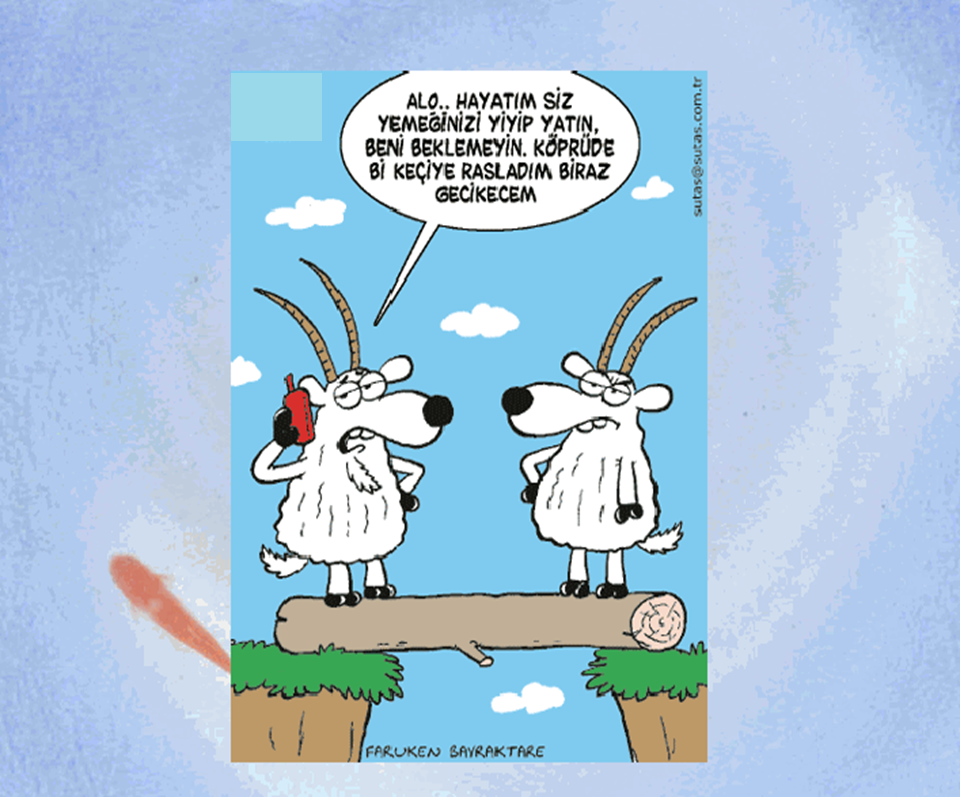 ALO.. HAYATIM SİZ
YEMEĞİNİZİ YİYİP YATIN,
BENİ BEKLEMEYİN. KÖPRÜDE
Bİ KEÇİYE RASLADIM BİRAZ
GECİKECEM
sutas@sutas.com.tr
FARUKEN BAYRAKTARE